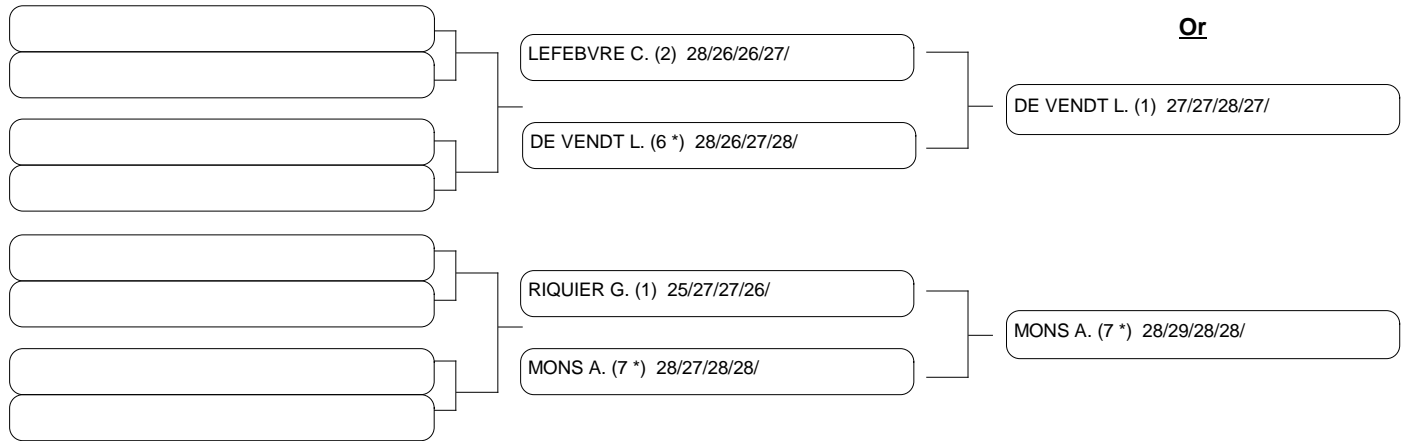 Or
LEFEBVRE C. (2) 28/26/26/27/
DE VENDT L. (1) 27/27/28/27/
DE VENDT L. (6 *) 28/26/27/28/
RIQUIER G. (1) 25/27/27/26/
MONS A. (7 *) 28/29/28/28/
MONS A. (7 *) 28/27/28/28/